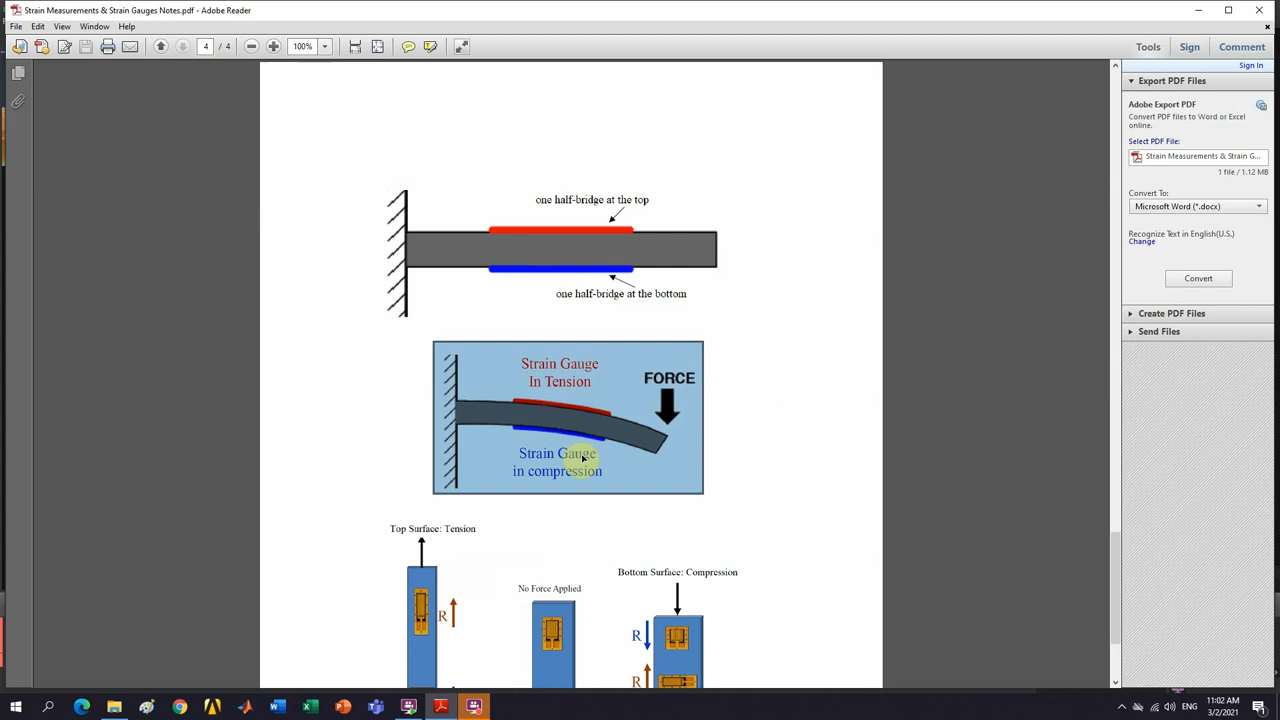 Strain Measurements & Strain Gauges Notes.pdf - Adobe Reader
File Edit View Window Help
4 / 4 100% Tools Sign Comment
Sign In
Export PDF Files
Adobe Export PDF
Convert PDF files to Word or Excel
online.
Select PDF File:
Strain Measurements & Strain G...
1 file / 1.12 MB
Convert To:
Microsoft Word (*.docx)
Recognize Text in English(U.S.)
Change
Convert
Create PDF Files
Send Files
one half-bridge at the top
one half-bridge at the bottom
Strain Gauge
In Tension
FORCE
Strain Gauge
in compression
Top Surface: Tension
R
No Force Applied
Bottom Surface: Compression
R
R
ENG
11:02 AM
3/2/2021